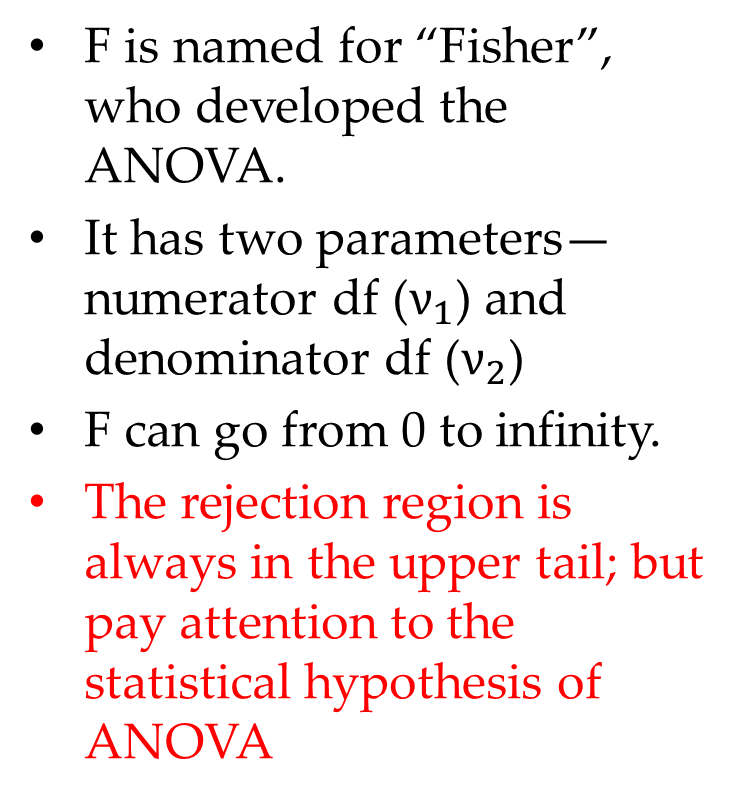 • F is named for “Fisher”,
who developed the
ANOVA.
• It has two parameters—
numerator df (ν₁) and
denominator df (ν₂)
• F can go from 0 to infinity.
• The rejection region is
always in the upper tail; but
pay attention to the
statistical hypothesis of
ANOVA